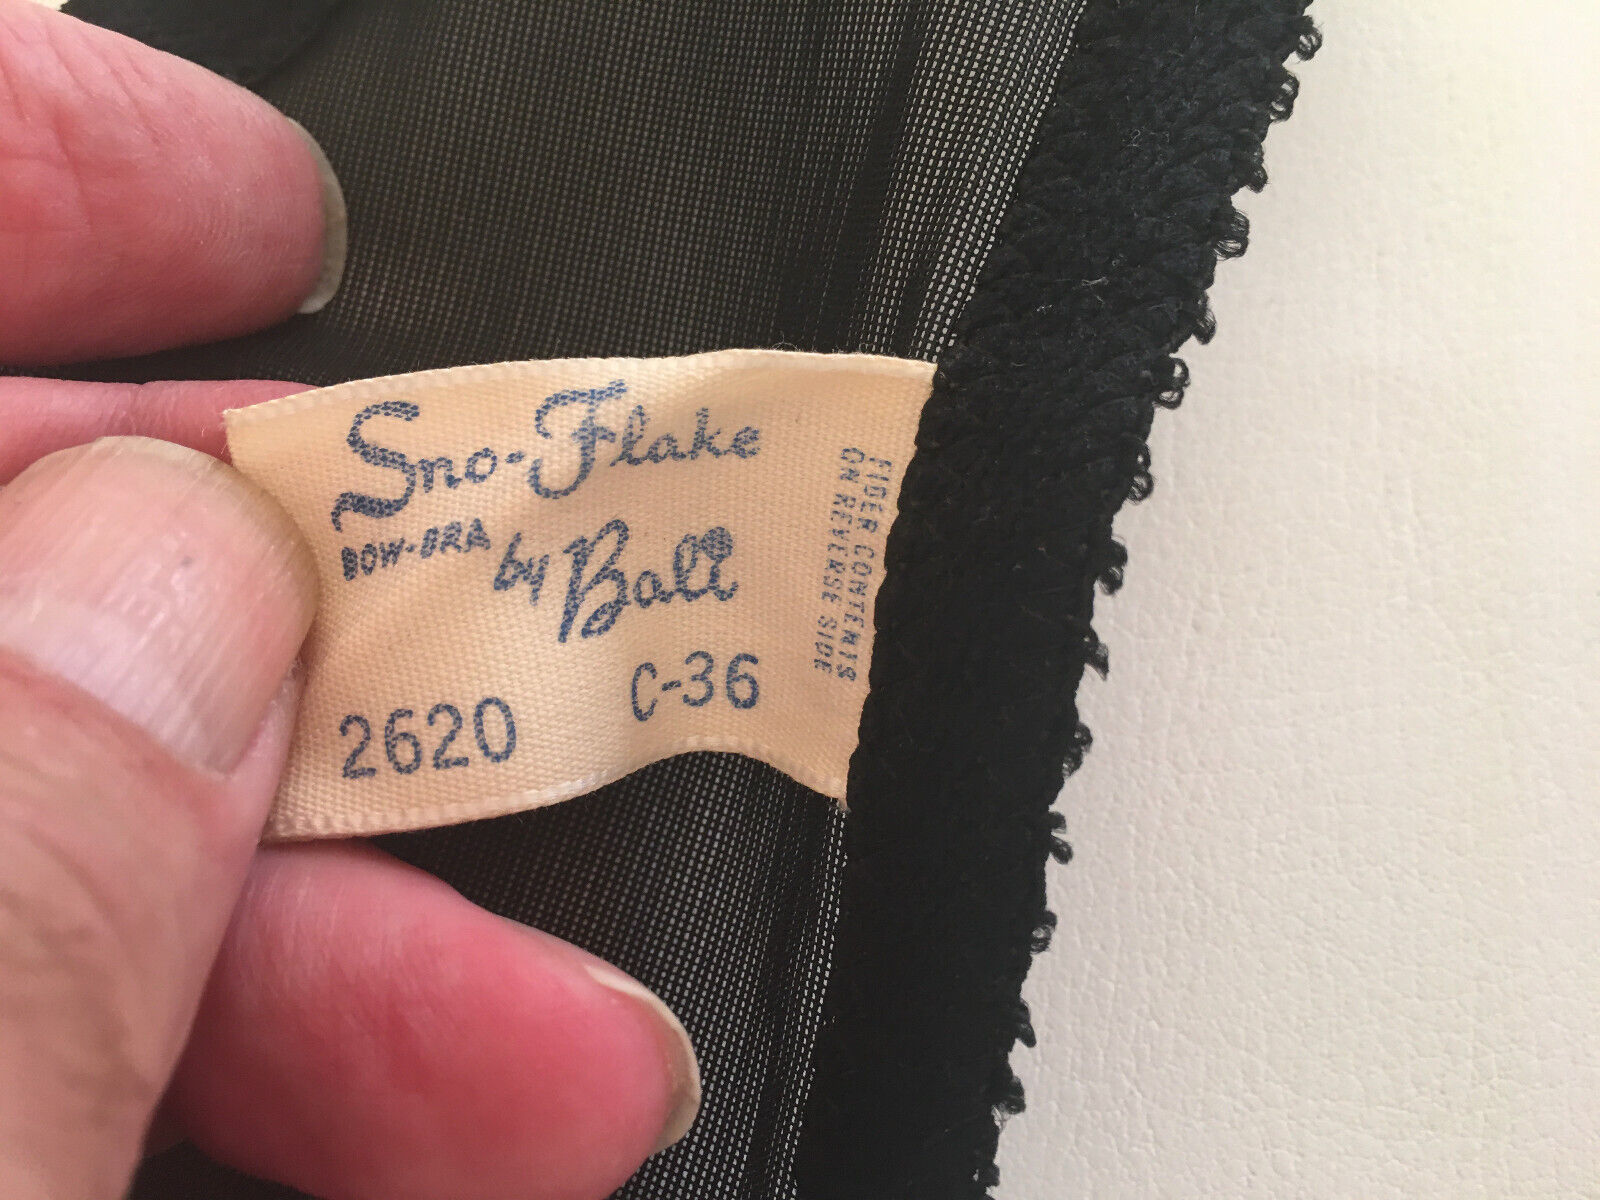 Sno-Flake
BOW-BRA by Bali
2620 C-36
FIBER CONTENTS
ON REVERSE SIDE